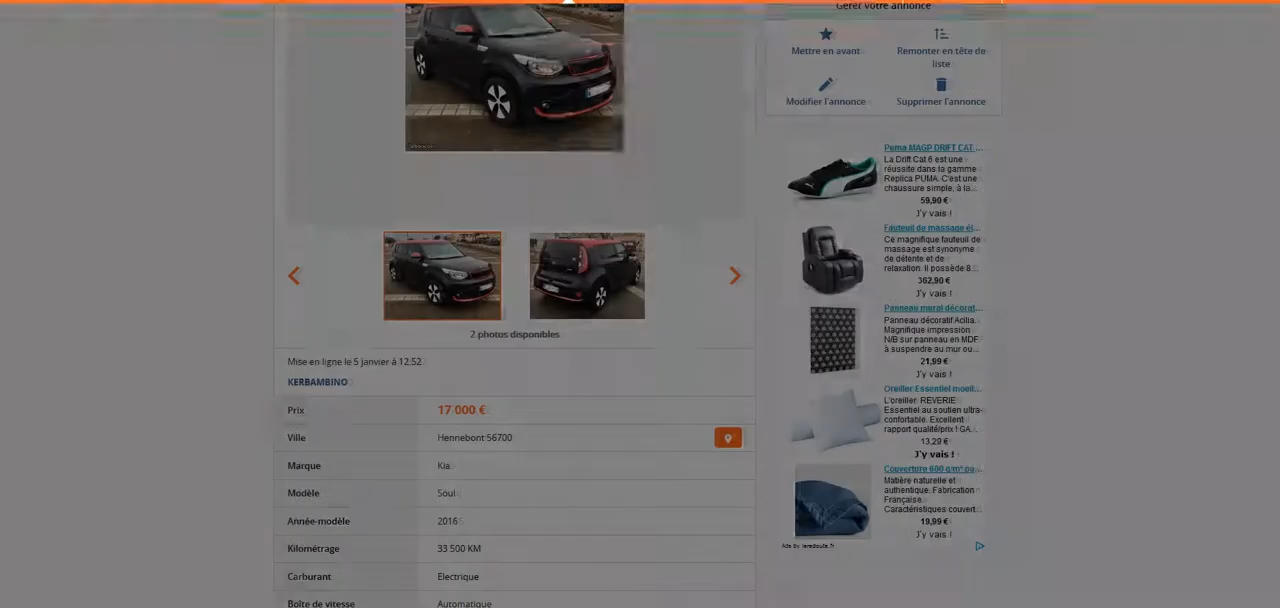 Gérer votre annonce
Mettre en avant
Remonter en tête de
liste
Modifier l'annonce
Supprimer l'annonce
2 photos disponibles
Mise en ligne le 5 janvier à 12:52
KERBAMBINO
Prix 17 000 €
Ville Hennebont 56700
Marque Kia
Modèle Soul
Année-modèle 2016
Kilométrage 33 500 KM
Carburant Electrique
Boîte de vitesse Automatique
Puma MAGP DRIFT CAT ...
La Drift Cat 6 est une
réussite dans la gamme
Replica PUMA. C'est une
chaussure simple, à la...
59,90 €
J'y vais !
Fauteuil de massage él...
Ce magnifique fauteuil de
massage est synonyme
de détente et de
relaxation. Il possède 8...
362,90 €
J'y vais !
Panneau mural décorat...
Panneau décoratif Acilia.
Magnifique impression
N/B sur panneau en MDF
à suspendre au mur ou...
21,99 €
J'y vais !
Oreiller Essentiel moell...
L'oreiller REVERIE
Essentiel au soutien ultra-
confortable. Excellent
rapport qualité/prix ! GA...
13,29 €
J'y vais !
Couverture 600 g/m² pu...
Matière naturelle et
authentique. Fabrication
Française.
Caractéristiques couvert...
19,99 €
J'y vais !
Ads by laredoute.fr